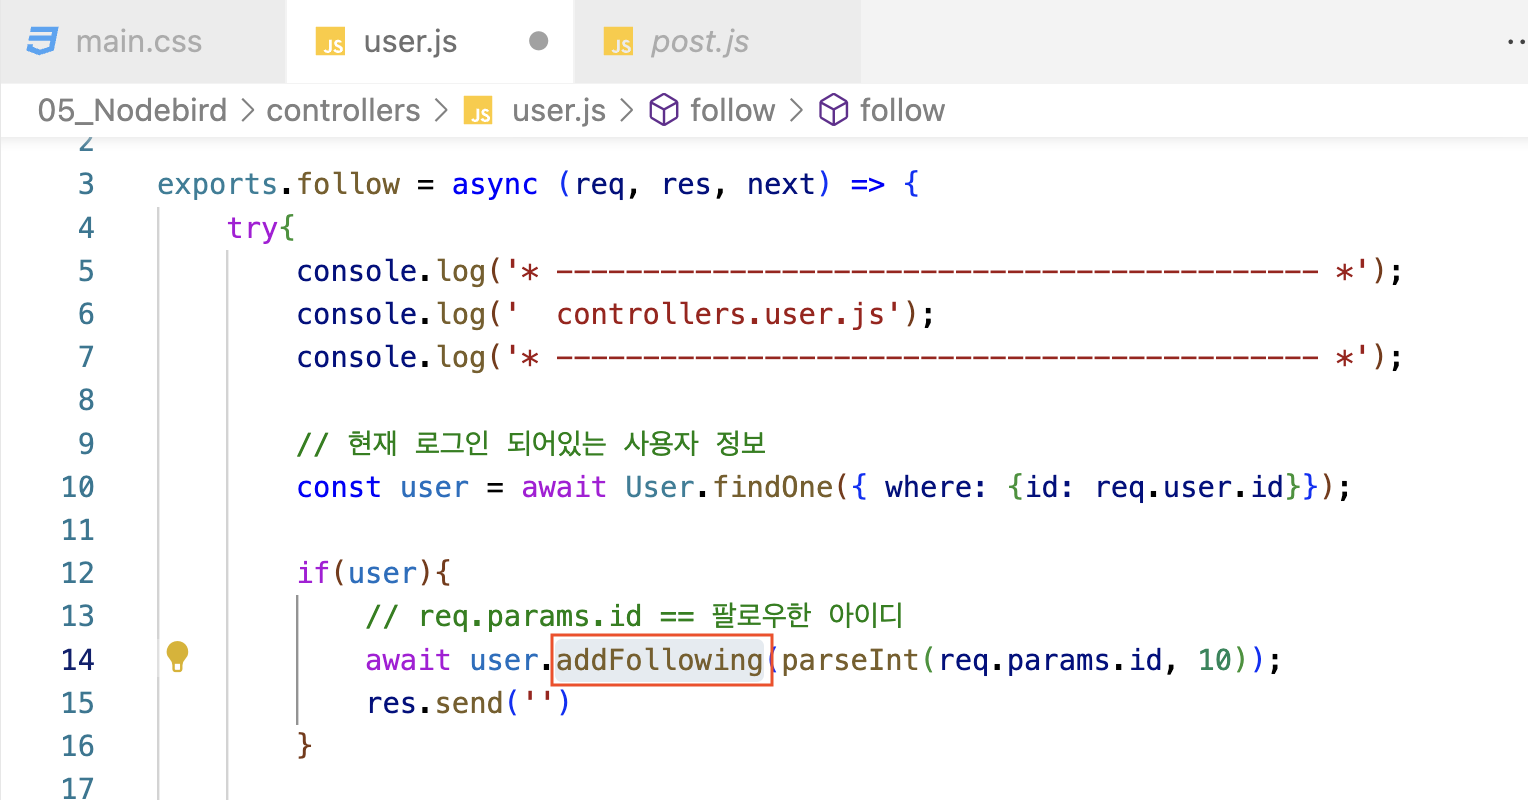 main.css
JS user.js
JS post.js
05_Nodebird > controllers > JS user.js > follow > follow
2
3 exports.follow = async (req, res, next) => {
4 try{
5 console.log('* -------------------------------------------- *');
6 console.log('  controllers.user.js');
7 console.log('* -------------------------------------------- *');
8
9 // 현재 로그인 되어있는 사용자 정보
10 const user = await User.findOne({ where: {id: req.user.id}});
11
12 if(user){
13 // req.params.id == 팔로우한 아이디
14 await user.addFollowing(parseInt(req.params.id, 10));
15 res.send('')
16 }
17